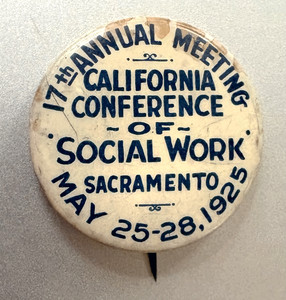 17th ANNUAL MEETING
CALIFORNIA
CONFERENCE
~OF~
· SOCIAL WORK ·
SACRAMENTO
MAY 25-28, 1925